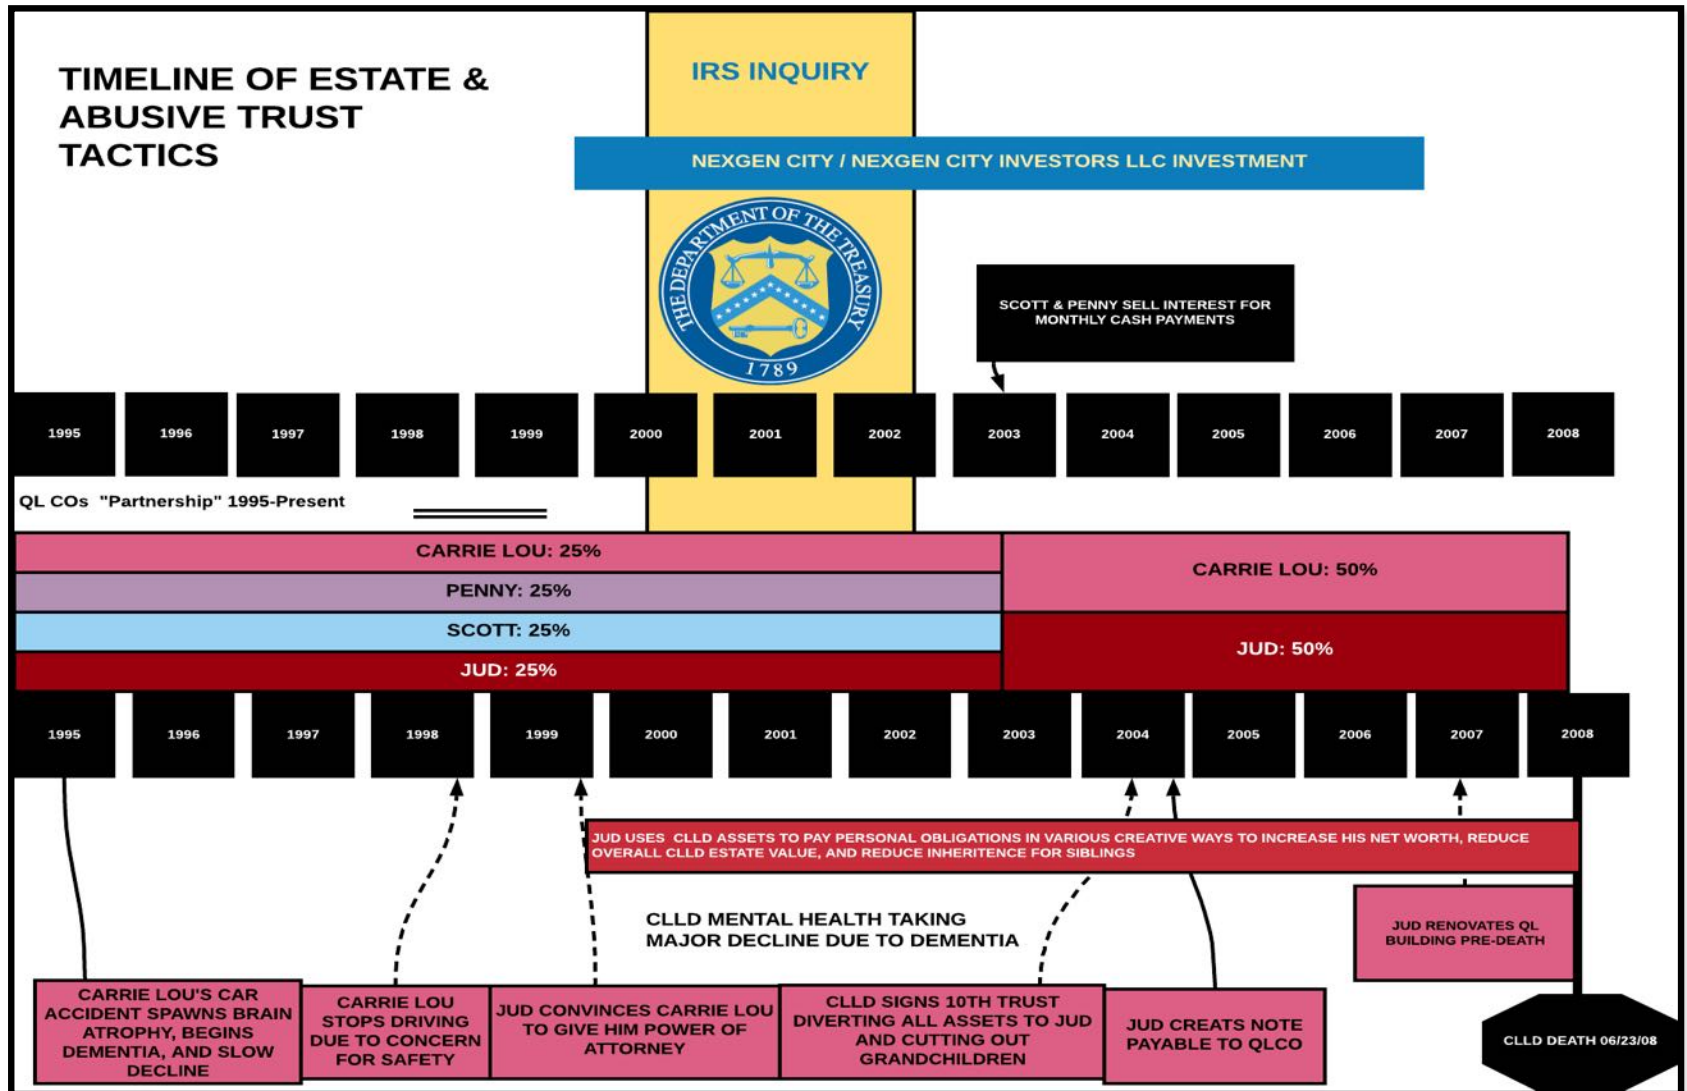 TIMELINE OF ESTATE &
ABUSIVE TRUST
TACTICS
IRS INQUIRY
NEXGEN CITY / NEXGEN CITY INVESTORS LLC INVESTMENT
THE DEPARTMENT OF THE TREASURY
1789
SCOTT & PENNY SELL INTEREST FOR
MONTHLY CASH PAYMENTS
1995 1996 1997 1998 1999 2000 2001 2002 2003 2004 2005 2006 2007 2008
QL COs "Partnership" 1995-Present
CARRIE LOU: 25%
PENNY: 25%
SCOTT: 25%
JUD: 25%
CARRIE LOU: 50%
JUD: 50%
1995 1996 1997 1998 1999 2000 2001 2002 2003 2004 2005 2006 2007 2008
JUD USES CLLD ASSETS TO PAY PERSONAL OBLIGATIONS IN VARIOUS CREATIVE WAYS TO INCREASE HIS NET WORTH, REDUCE
OVERALL CLLD ESTATE VALUE, AND REDUCE INHERITENCE FOR SIBLINGS
CLLD MENTAL HEALTH TAKING
MAJOR DECLINE DUE TO DEMENTIA
JUD RENOVATES QL
BUILDING PRE-DEATH
CARRIE LOU'S CAR
ACCIDENT SPAWNS BRAIN
ATROPHY, BEGINS
DEMENTIA, AND SLOW
DECLINE
CARRIE LOU
STOPS DRIVING
DUE TO CONCERN
FOR SAFETY
JUD CONVINCES CARRIE LOU
TO GIVE HIM POWER OF
ATTORNEY
CLLD SIGNS 10TH TRUST
DIVERTING ALL ASSETS TO JUD
AND CUTTING OUT
GRANDCHILDREN
JUD CREATS NOTE
PAYABLE TO QLCO
CLLD DEATH 06/23/08